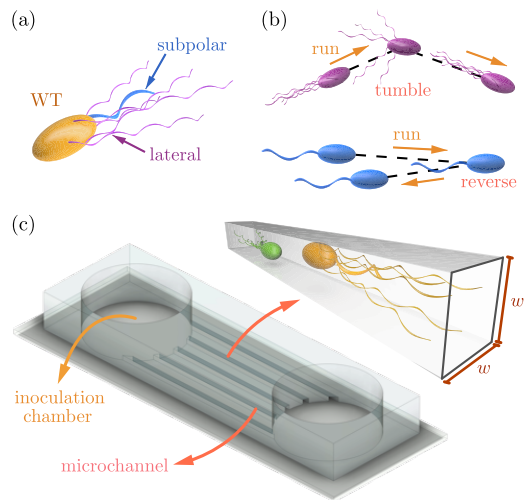 (a)
subpolar
WT
lateral
(b)
run
tumble
run
reverse
(c)
w
w
inoculation
chamber
microchannel